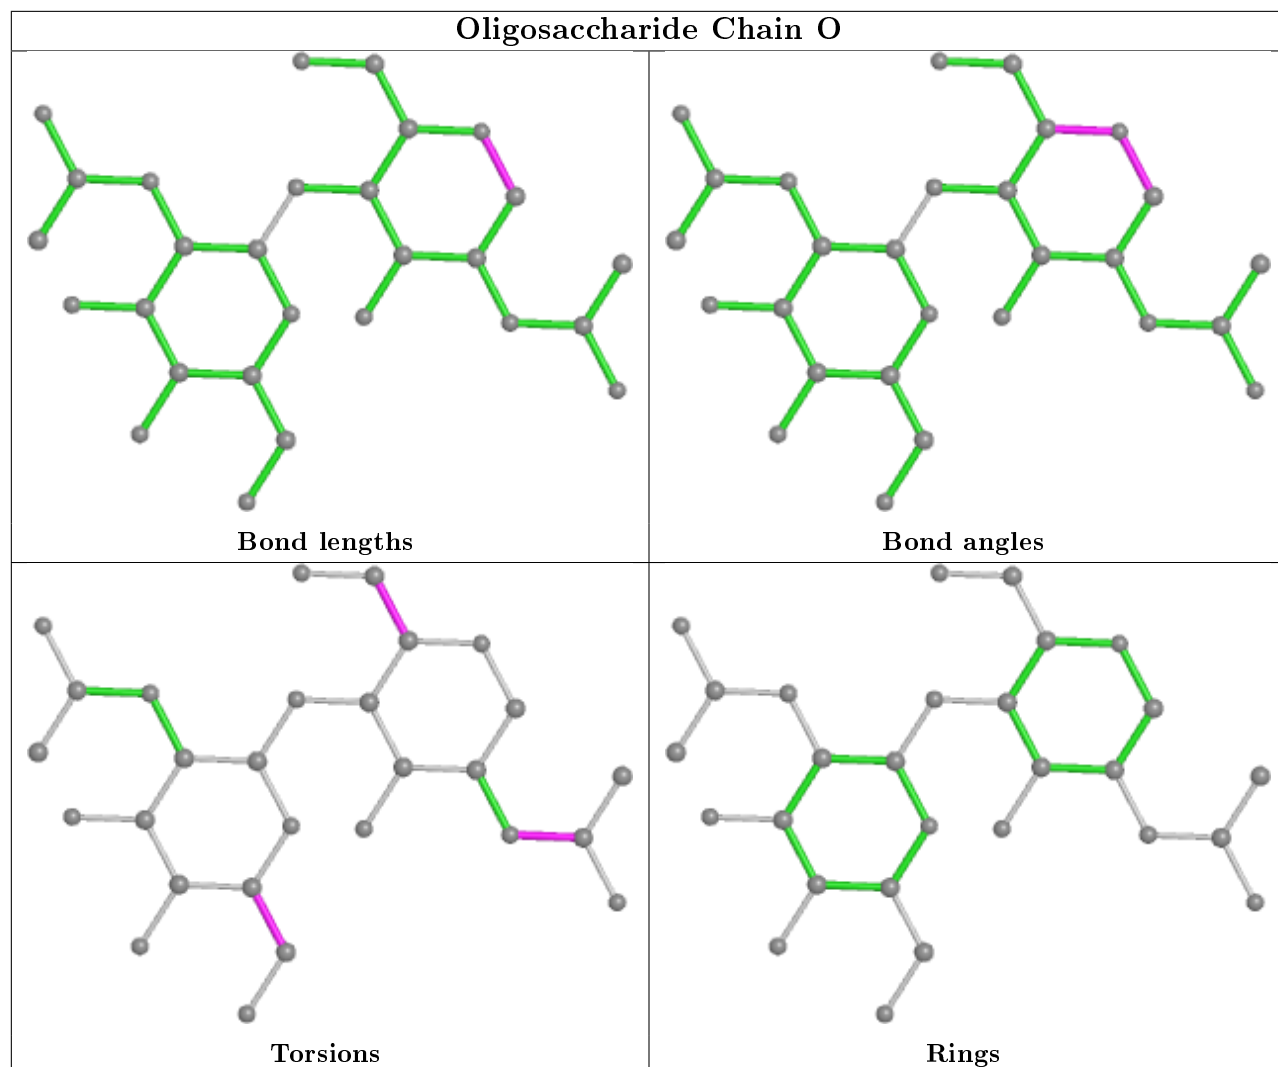 Oligosaccharide Chain O
Bond lengths
Bond angles
Torsions
Rings